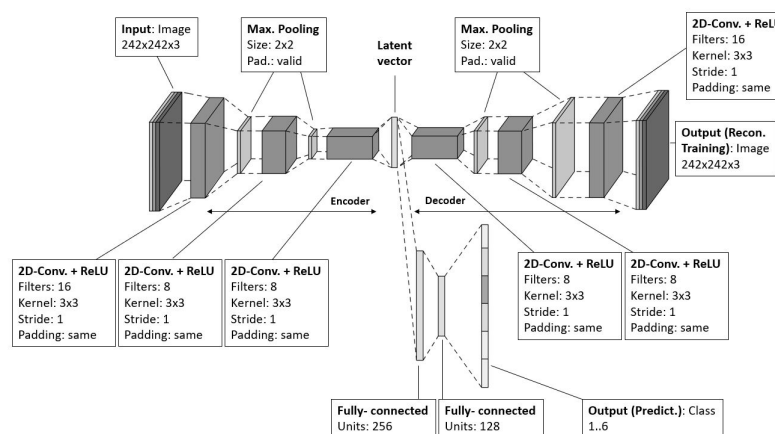 Input: Image
242x242x3
Max. Pooling
Size: 2x2
Pad.: valid
Latent
vector
Max. Pooling
Size: 2x2
Pad.: valid
2D-Conv. + ReLU
Filters: 16
Kernel: 3x3
Stride: 1
Padding: same
Output (Recon.
Training): Image
242x242x3
Encoder
Decoder
2D-Conv. + ReLU
Filters: 16
Kernel: 3x3
Stride: 1
Padding: same
2D-Conv. + ReLU
Filters: 8
Kernel: 3x3
Stride: 1
Padding: same
2D-Conv. + ReLU
Filters: 8
Kernel: 3x3
Stride: 1
Padding: same
2D-Conv. + ReLU
Filters: 8
Kernel: 3x3
Stride: 1
Padding: same
2D-Conv. + ReLU
Filters: 8
Kernel: 3x3
Stride: 1
Padding: same
Fully- connected
Units: 256
Fully- connected
Units: 128
Output (Predict.): Class
1..6